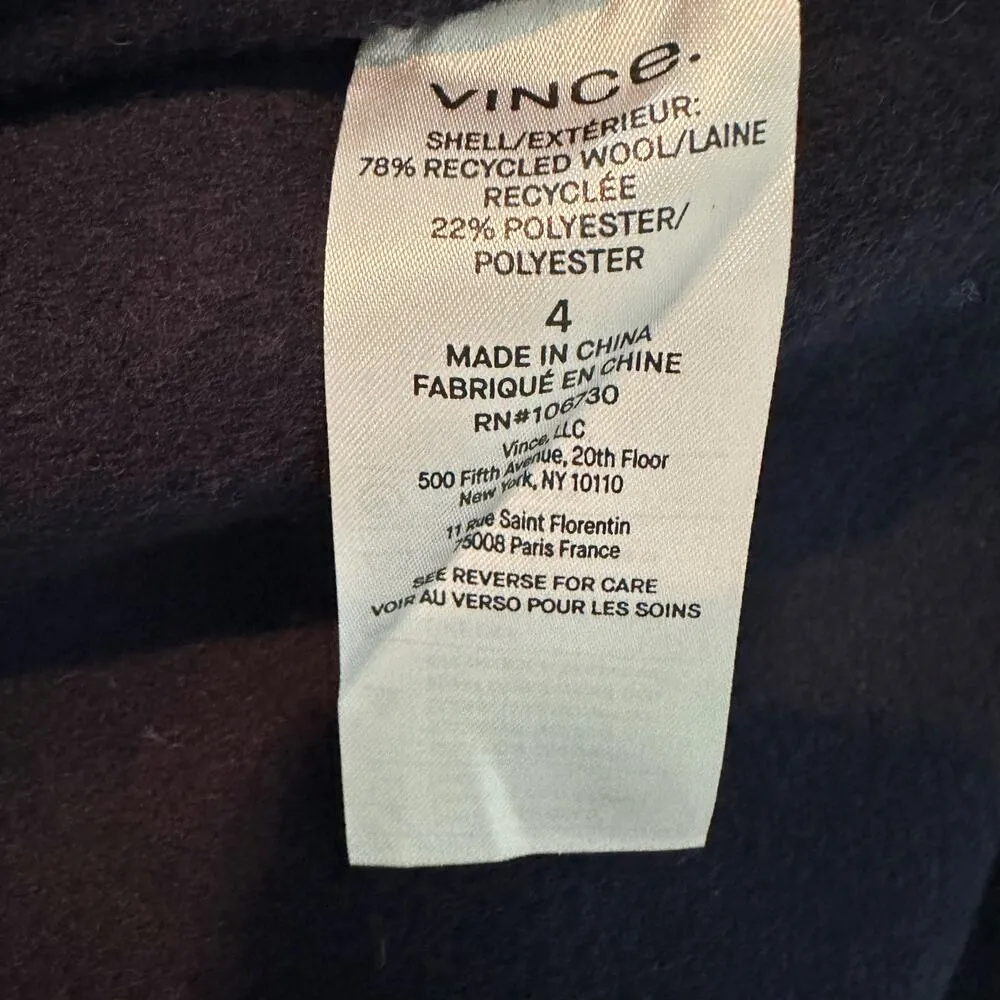 VINCe.
SHELL/EXTÉRIEUR:
78% RECYCLED WOOL/LAINE
RECYCLÉE
22% POLYESTER/
POLYESTER
4
MADE IN CHINA
FABRIQUÉ EN CHINE
RN#106730
Vince, LLC
500 Fifth Avenue, 20th Floor
New York, NY 10110
11 Rue Saint Florentin
75008 Paris France
SEE REVERSE FOR CARE
VOIR AU VERSO POUR LES SOINS